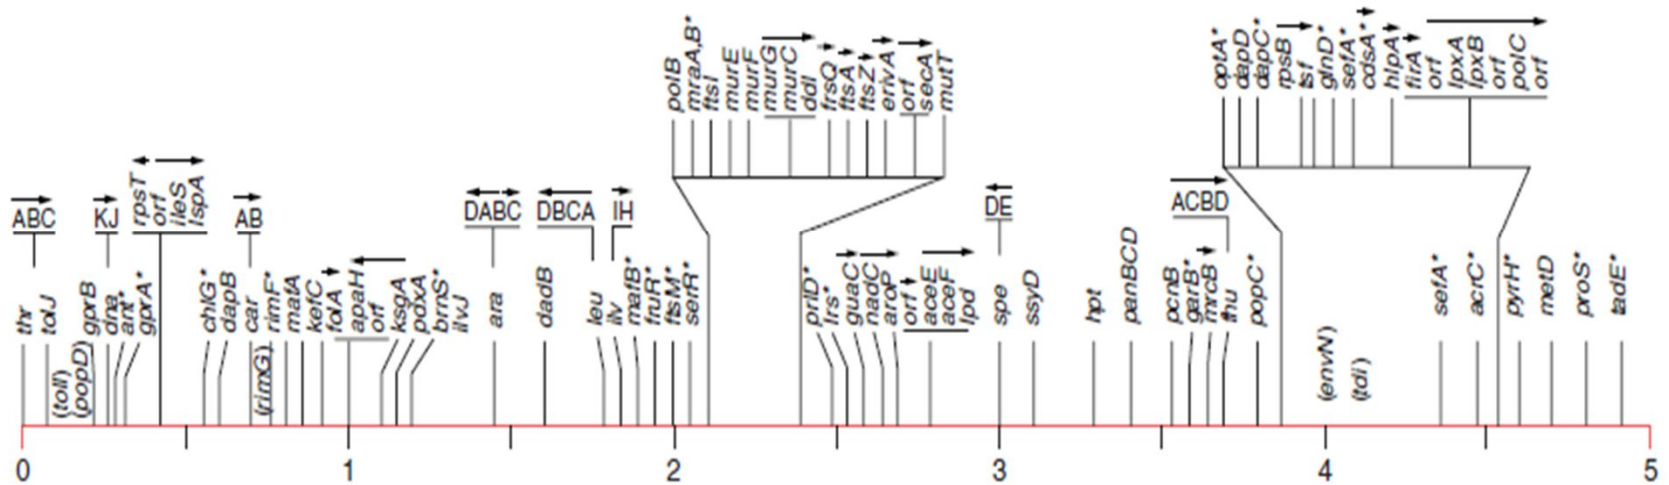 polB mraA,B* ftsI murE murF murG murC ddl frsQ ftsA ftsZ erivA orf secA mutT
optA* dapD dapC* rpsB tsf glnD* sefA* cdsA* hlpA* firA* orf lpxA lpxB orf polC orf
ABC KJ rpsT orf ileS lspA AB DABC DBCA IH DE ACBD
thr tolJ (tolI) (popD) gprB dna ant* gprA* chlG* dapB car rimF* (rimG) mafA kefC folA apaH orf ksgA pdxA brnS* ilvJ ara dadB leu ilv mafB* fruR* ftsM* serR* prlD* lrs* guaC nadC aroP orf aceE aceF lpd spe ssyD hpt panBCD pcnB garB* mrcB fhu popC* (envN) (tdi) sefA* acrC* pyrH* metD proS* tadE*
0 1 2 3 4 5